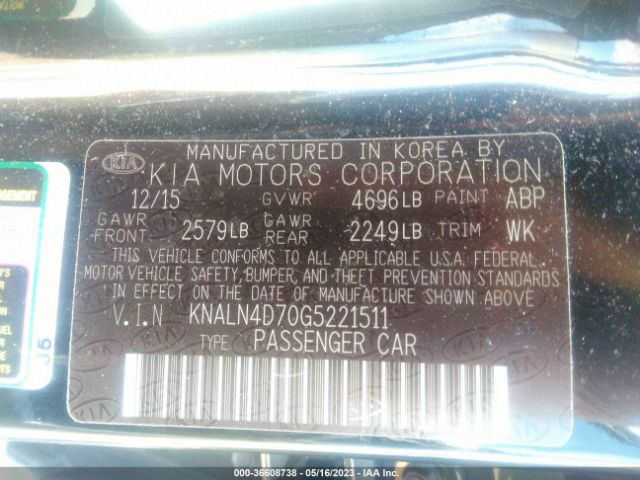 KIA
MANUFACTURED IN KOREA BY
KIA MOTORS CORPORATION
12/15 GVWR 4696LB PAINT ABP
GAWR FRONT 2579LB GAWR REAR 2249LB TRIM WK
THIS VEHICLE CONFORMS TO ALL APPLICABLE U.S.A. FEDERAL
MOTOR VEHICLE SAFETY, BUMPER, AND THEFT PREVENTION STANDARDS
IN EFFECT ON THE DATE OF MANUFACTURE SHOWN ABOVE
V.I.N KNALN4D70G5221511
TYPE: PASSENGER CAR
J5
000-36608738 - 05/16/2023 - IAA Inc.